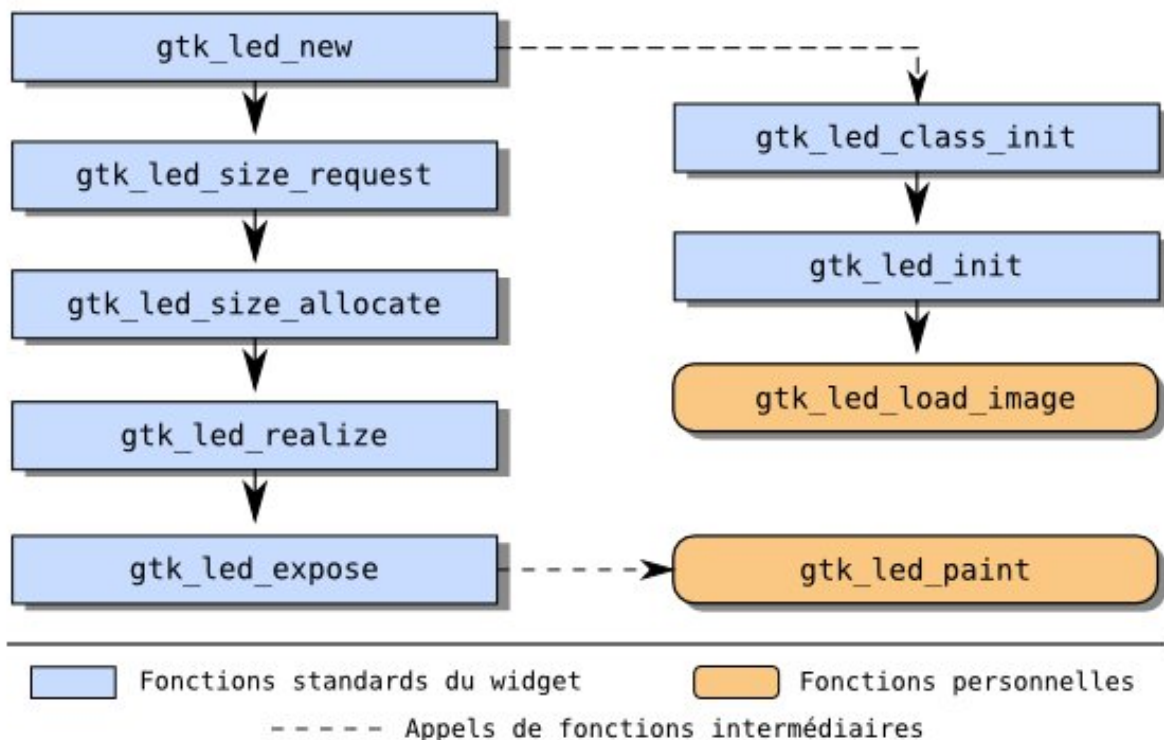 gtk_led_new
gtk_led_size_request
gtk_led_size_allocate
gtk_led_realize
gtk_led_expose
gtk_led_class_init
gtk_led_init
gtk_led_load_image
gtk_led_paint
Fonctions standards du widget
Fonctions personnelles
Appels de fonctions intermédiaires